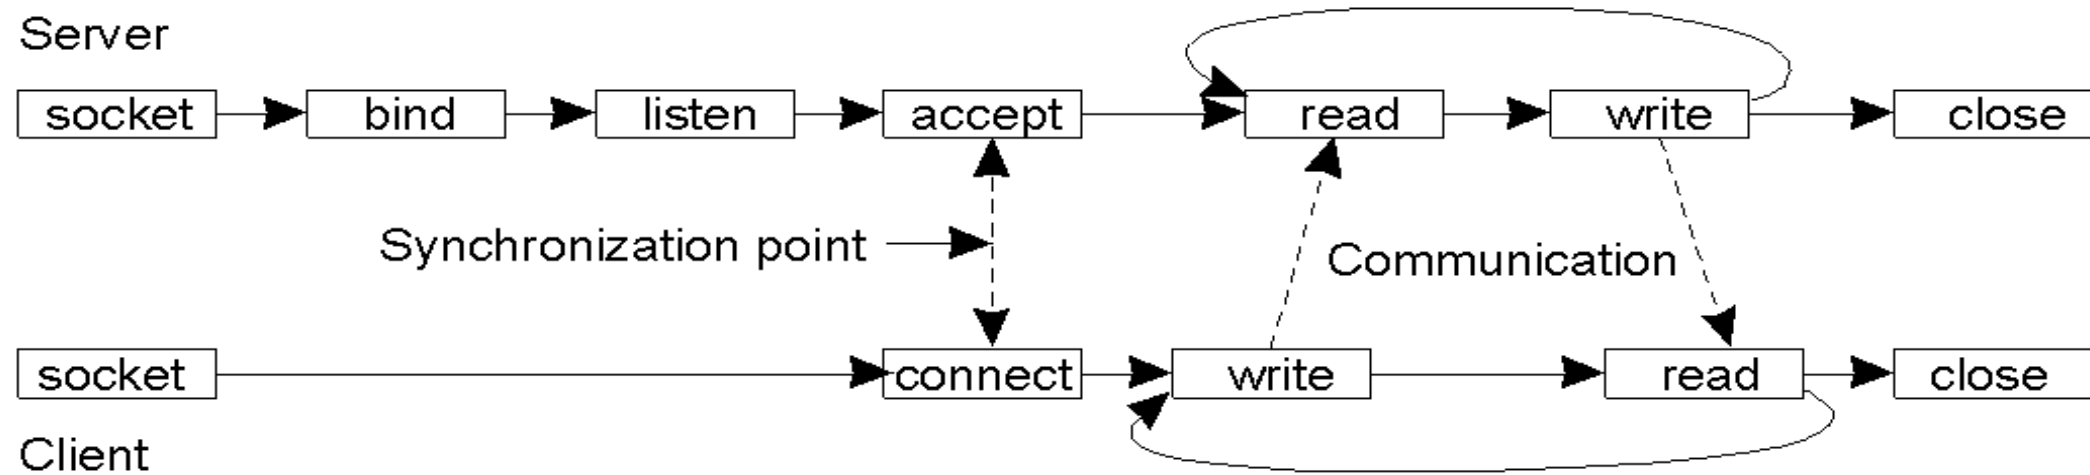 Server
socket bind listen accept read write close
Synchronization point
Communication
socket connect write read close
Client